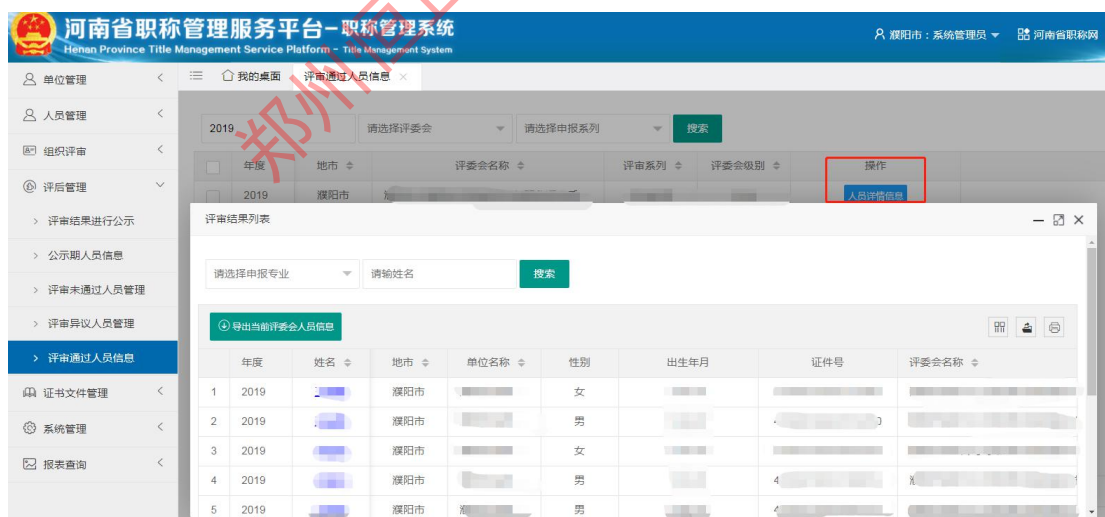 河南省职称管理服务平台-职称管理系统
Henan Province Title Management Service Platform - Title Management System
濮阳市：系统管理员
河南省职称网
单位管理
人员管理
组织评审
评后管理
评审结果进行公示
公示期人员信息
评审未通过人员管理
评审异议人员管理
评审通过人员信息
证书文件管理
系统管理
报表查询
我的桌面 评审通过人员信息 ×
2019 请选择评委会 请选择申报系列 搜索
年度 地市 评委会名称 评审系列 评委会级别 操作
2019 濮阳市 人员详情信息
评审结果列表
请选择申报专业 请输姓名 搜索
导出当前评委会人员信息
年度 姓名 地市 单位名称 性别 出生年月 证件号 评委会名称
1 2019 濮阳市 女
2 2019 濮阳市 男
3 2019 濮阳市 女
4 2019 濮阳市 男 4
5 2019 濮阳市 男
郑州恒